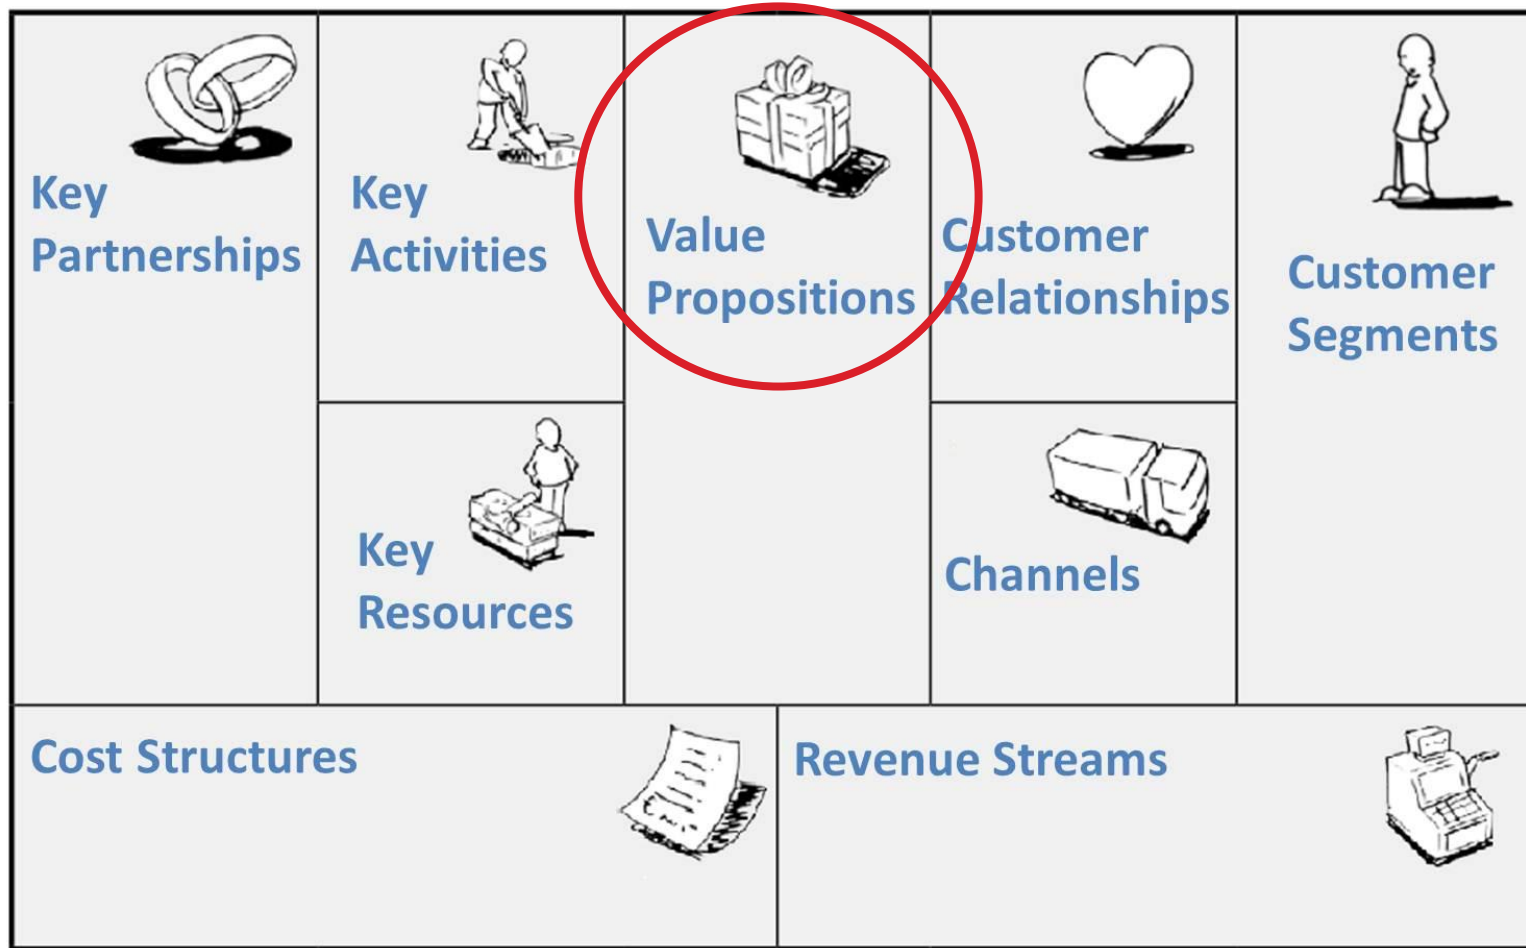 Key
Partnerships
Key
Activities
Key
Resources
Value
Propositions
Customer
Relationships
Channels
Customer
Segments
Cost Structures
Revenue Streams